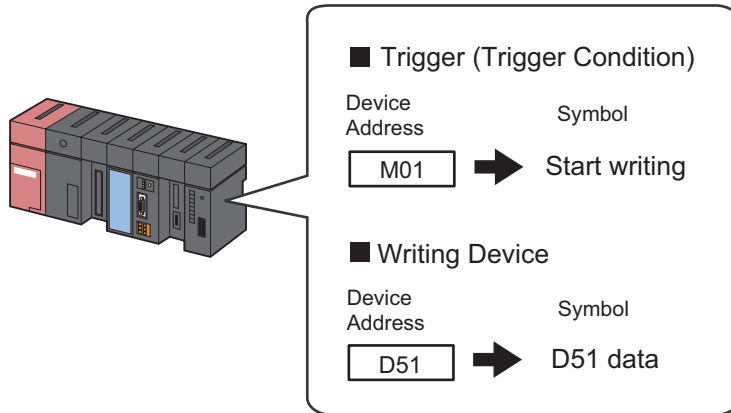 ■ Trigger (Trigger Condition)
Device
Address
Symbol
M01
Start writing
■ Writing Device
Device
Address
Symbol
D51
D51 data